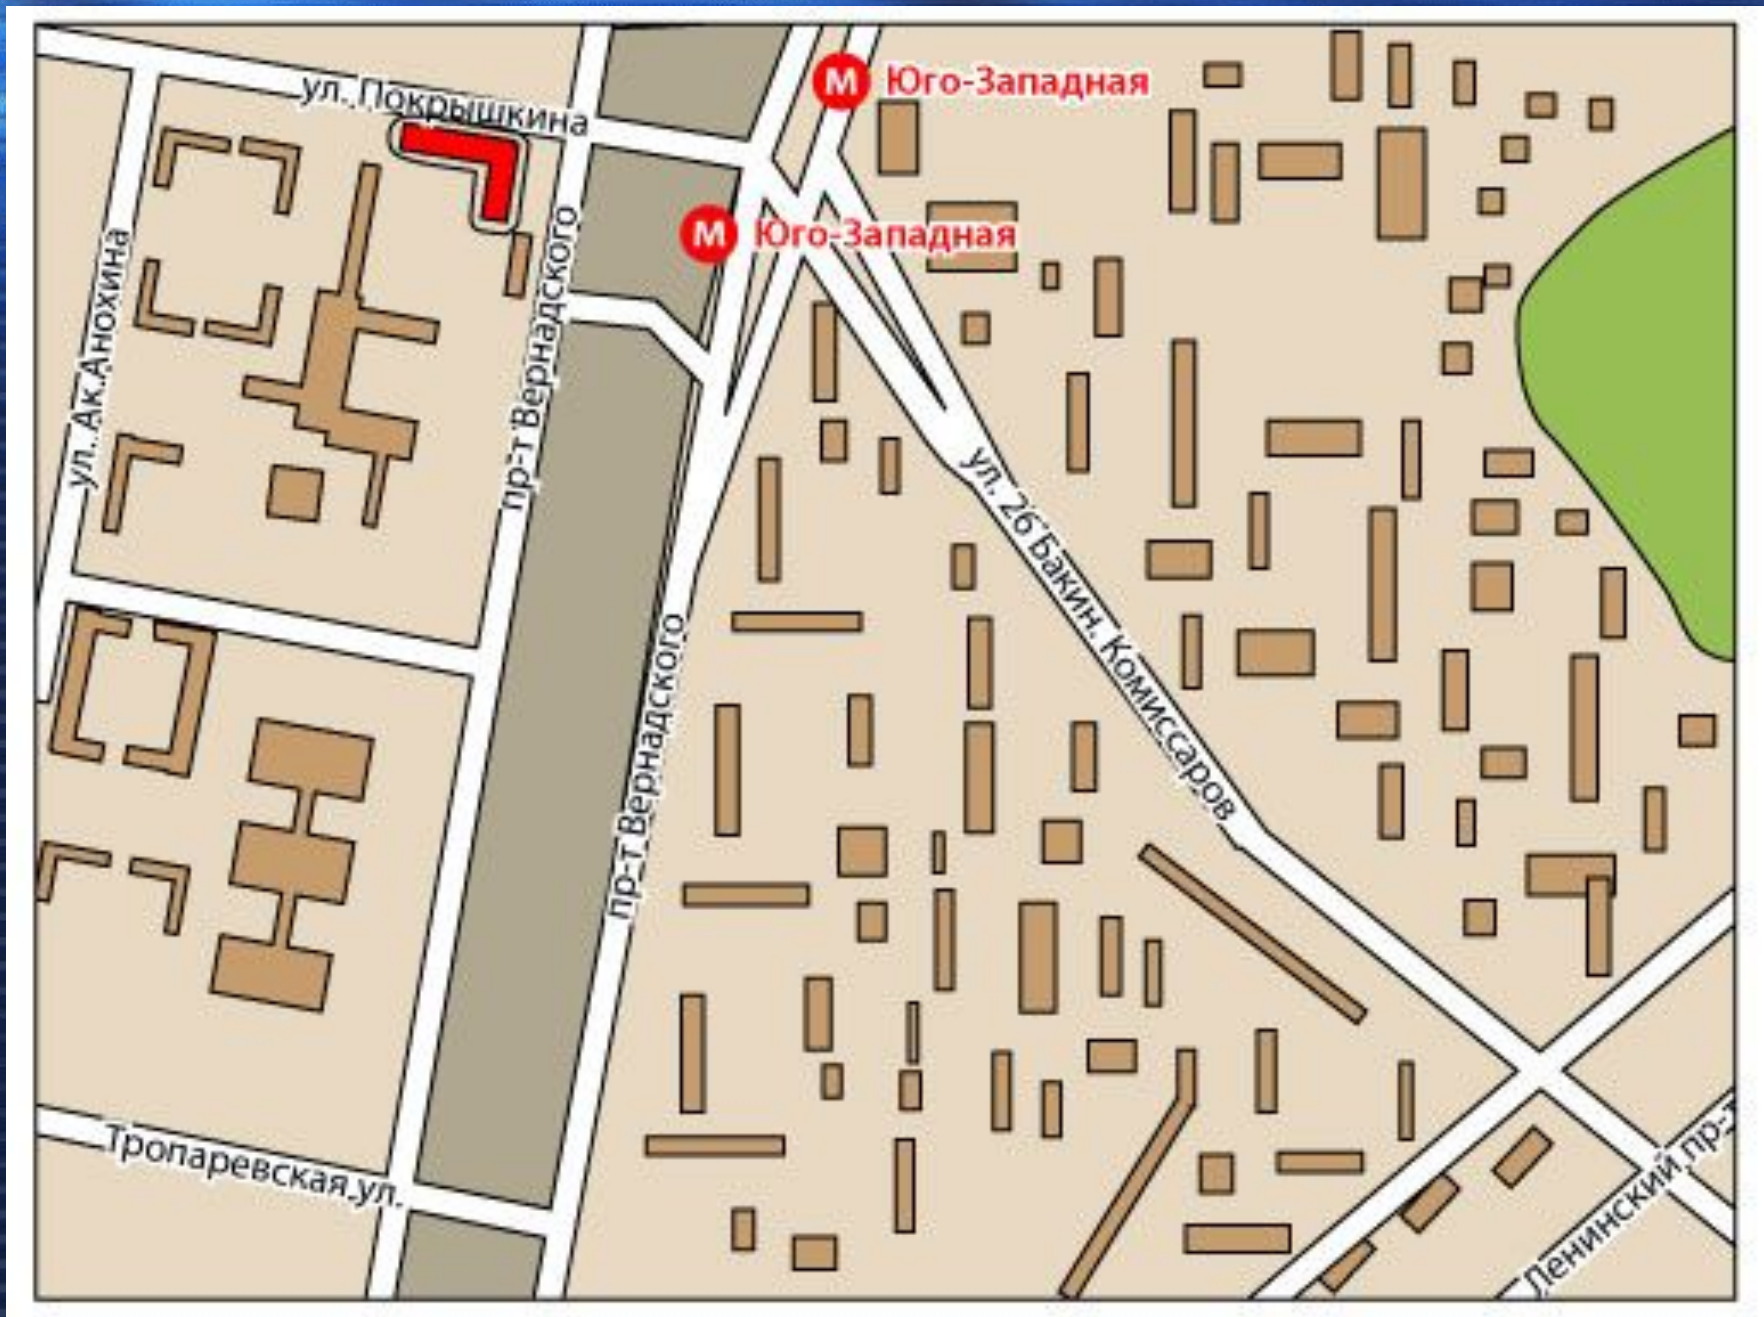 М Юго-Западная
ул. Покрышкина
М Юго-Западная
ул. Ак.Анохина
пр-т Вернадского
ул. 26 Бакин. Комиссаров
пр-т Вернадского
Тропаревская ул.
Ленинский пр-т